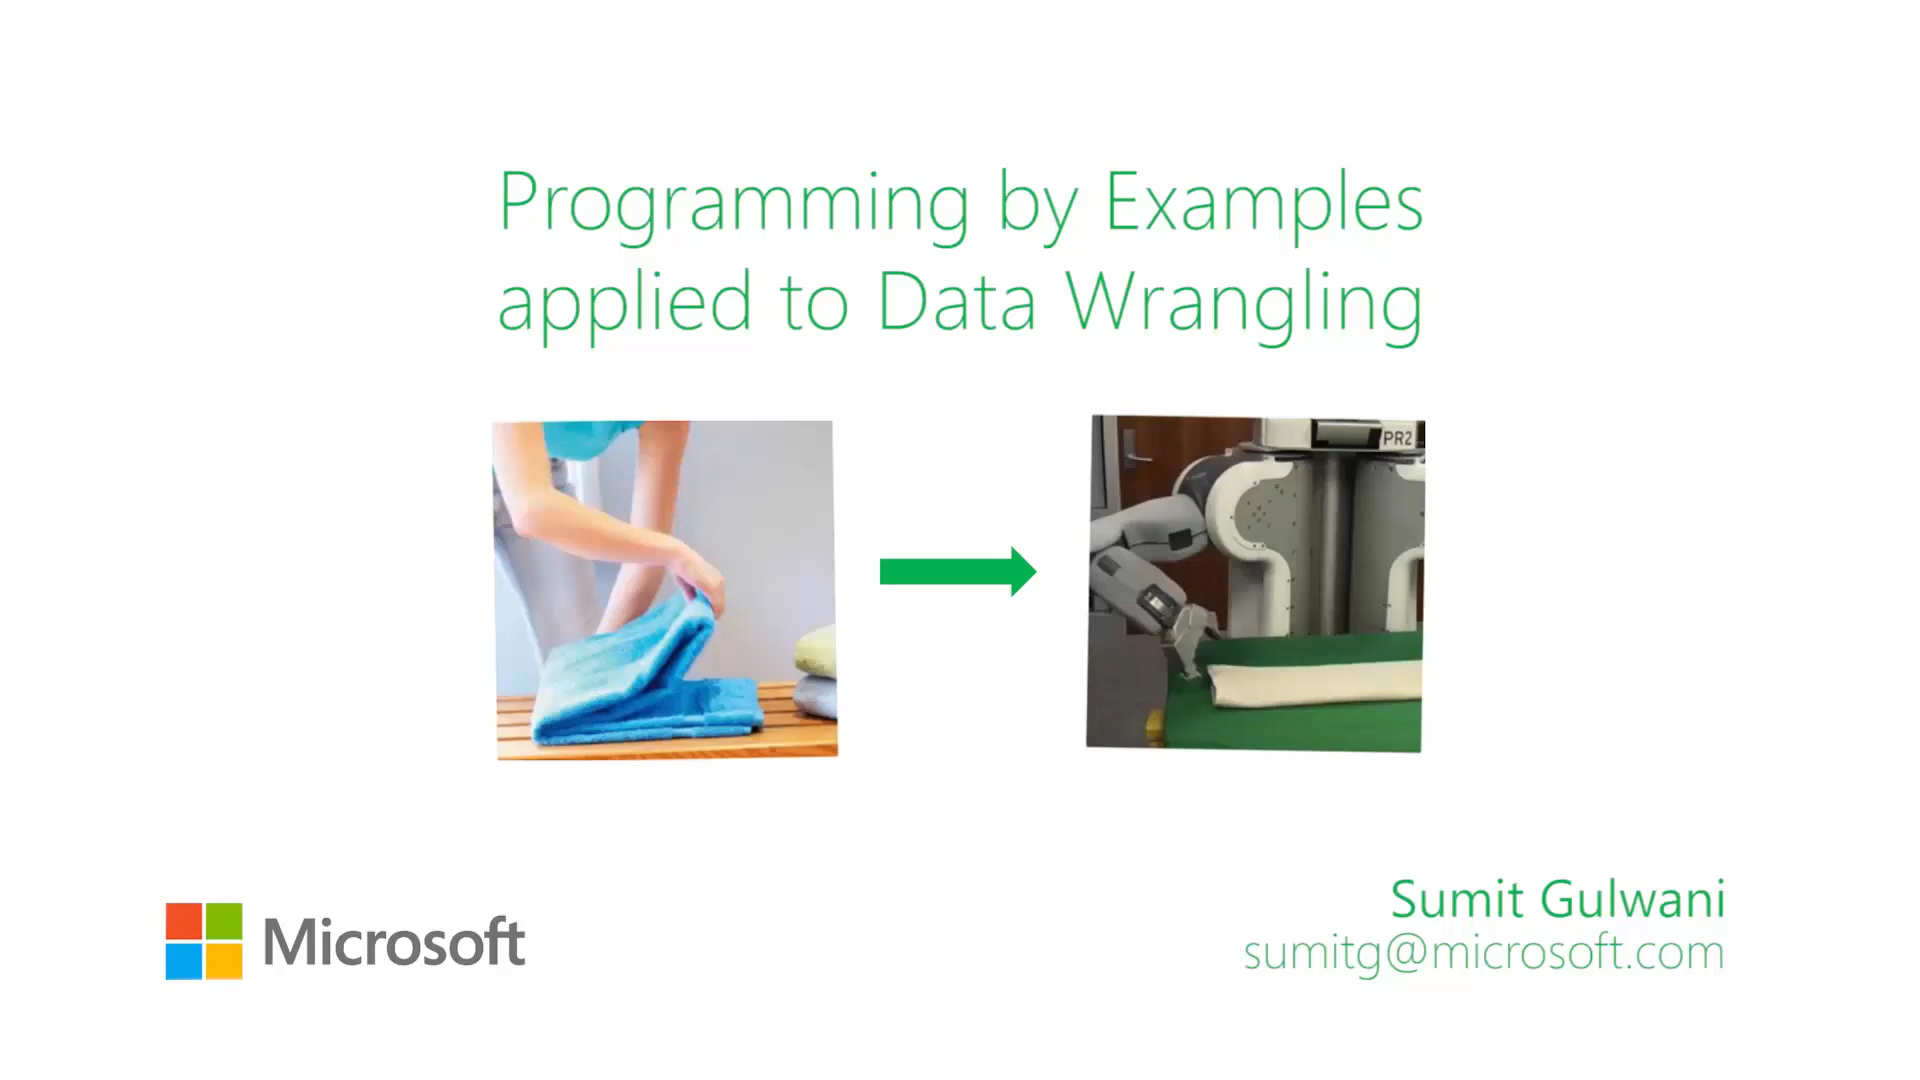 Programming by Examples
applied to Data Wrangling
PR2
Microsoft
Sumit Gulwani
sumitg@microsoft.com